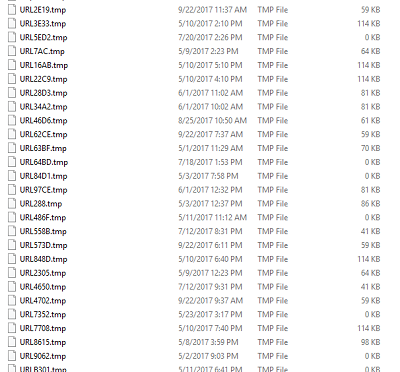 URL2E19.tmp 9/22/2017 11:37 AM TMP File 59 KB
URL3E33.tmp 5/10/2017 2:10 PM TMP File 114 KB
URL5ED2.tmp 7/20/2017 2:26 PM TMP File 0 KB
URL7AC.tmp 5/9/2017 2:23 PM TMP File 64 KB
URL16AB.tmp 5/10/2017 5:10 PM TMP File 114 KB
URL22C9.tmp 5/10/2017 4:10 PM TMP File 114 KB
URL28D3.tmp 6/1/2017 11:02 AM TMP File 81 KB
URL34A2.tmp 6/1/2017 10:02 AM TMP File 81 KB
URL46D6.tmp 8/25/2017 10:50 AM TMP File 61 KB
URL62CE.tmp 9/22/2017 7:37 AM TMP File 59 KB
URL63BF.tmp 5/1/2017 11:29 AM TMP File 70 KB
URL64BD.tmp 7/18/2017 1:53 PM TMP File 0 KB
URL84D1.tmp 5/3/2017 7:58 PM TMP File 0 KB
URL97CE.tmp 6/1/2017 12:32 PM TMP File 81 KB
URL288.tmp 5/3/2017 12:37 PM TMP File 86 KB
URL486F.tmp 5/11/2017 11:12 AM TMP File 0 KB
URL558B.tmp 7/12/2017 8:31 PM TMP File 41 KB
URL573D.tmp 9/22/2017 6:11 PM TMP File 59 KB
URL848D.tmp 5/10/2017 6:40 PM TMP File 114 KB
URL2305.tmp 5/9/2017 12:23 PM TMP File 64 KB
URL4650.tmp 7/12/2017 9:31 PM TMP File 41 KB
URL4702.tmp 9/22/2017 9:37 AM TMP File 59 KB
URL7352.tmp 5/23/2017 3:17 PM TMP File 0 KB
URL7708.tmp 5/10/2017 7:40 PM TMP File 114 KB
URL8615.tmp 5/8/2017 3:59 PM TMP File 98 KB
URL9062.tmp 5/2/2017 9:03 PM TMP File 0 KB
URLB301.tmp 5/11/2017 6:41 PM TMP File 0 KB